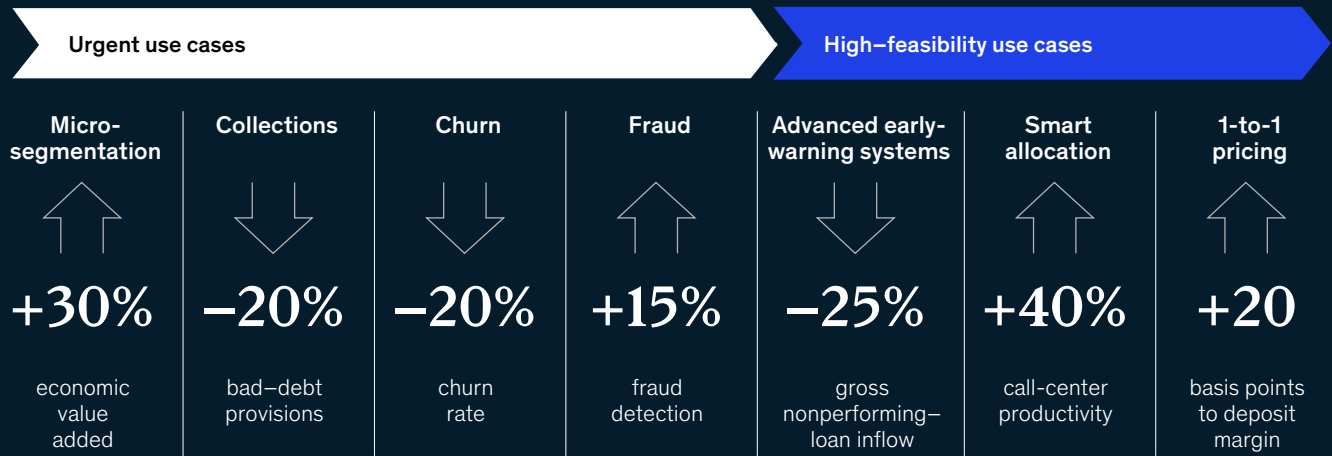 Urgent use cases
High–feasibility use cases
Micro-
segmentation
+30%
economic
value
added
Collections
–20%
bad–debt
provisions
Churn
–20%
churn
rate
Fraud
+15%
fraud
detection
Advanced early-
warning systems
–25%
gross
nonperforming–
loan inflow
Smart
allocation
+40%
call-center
productivity
1-to-1
pricing
+20
basis points
to deposit
margin